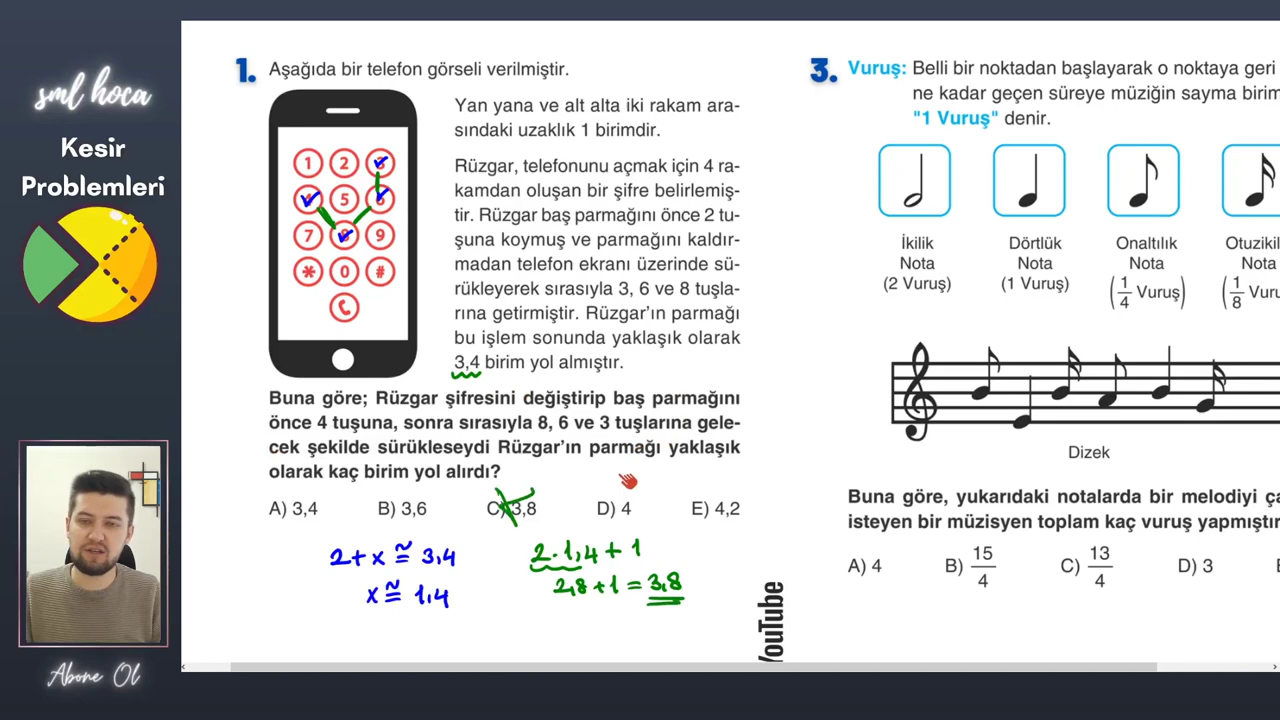 sml hoca
Kesir
Problemleri
Abone Ol
1. Aşağıda bir telefon görseli verilmiştir.
1 2 3
4 5 6
7 8 9
* 0 #
Yan yana ve alt alta iki rakam ara-
sındaki uzaklık 1 birimdir.
Rüzgar, telefonunu açmak için 4 ra-
kamdan oluşan bir şifre belirlemiş-
tir. Rüzgar baş parmağını önce 2 tu-
şuna koymuş ve parmağını kaldır-
madan telefon ekranı üzerinde sü-
rükleyerek sırasıyla 3, 6 ve 8 tuşla-
rına getirmiştir. Rüzgar'ın parmağı
bu işlem sonunda yaklaşık olarak
3,4 birim yol almıştır.
Buna göre; Rüzgar şifresini değiştirip baş parmağını
önce 4 tuşuna, sonra sırasıyla 8, 6 ve 3 tuşlarına gele-
cek şekilde sürükleseydi Rüzgar'ın parmağı yaklaşık
olarak kaç birim yol alırdı?
A) 3,4 B) 3,6 C) 3,8 D) 4 E) 4,2
2 + x ≅ 3,4
x ≅ 1,4
2 . 1,4 + 1
2,8 + 1 = 3,8
YouTube
3. Vuruş: Belli bir noktadan başlayarak o noktaya geri
ne kadar geçen süreye müziğin sayma birim
"1 Vuruş" denir.
İkilik Nota (2 Vuruş)
Dörtlük Nota (1 Vuruş)
Onaltılık Nota (1/4 Vuruş)
Otuzikil Nota (1/8 Vuru
Dizek
Buna göre, yukarıdaki notalarda bir melodiyi ça
isteyen bir müzisyen toplam kaç vuruş yapmıştır
A) 4 B) 15/4 C) 13/4 D) 3 E